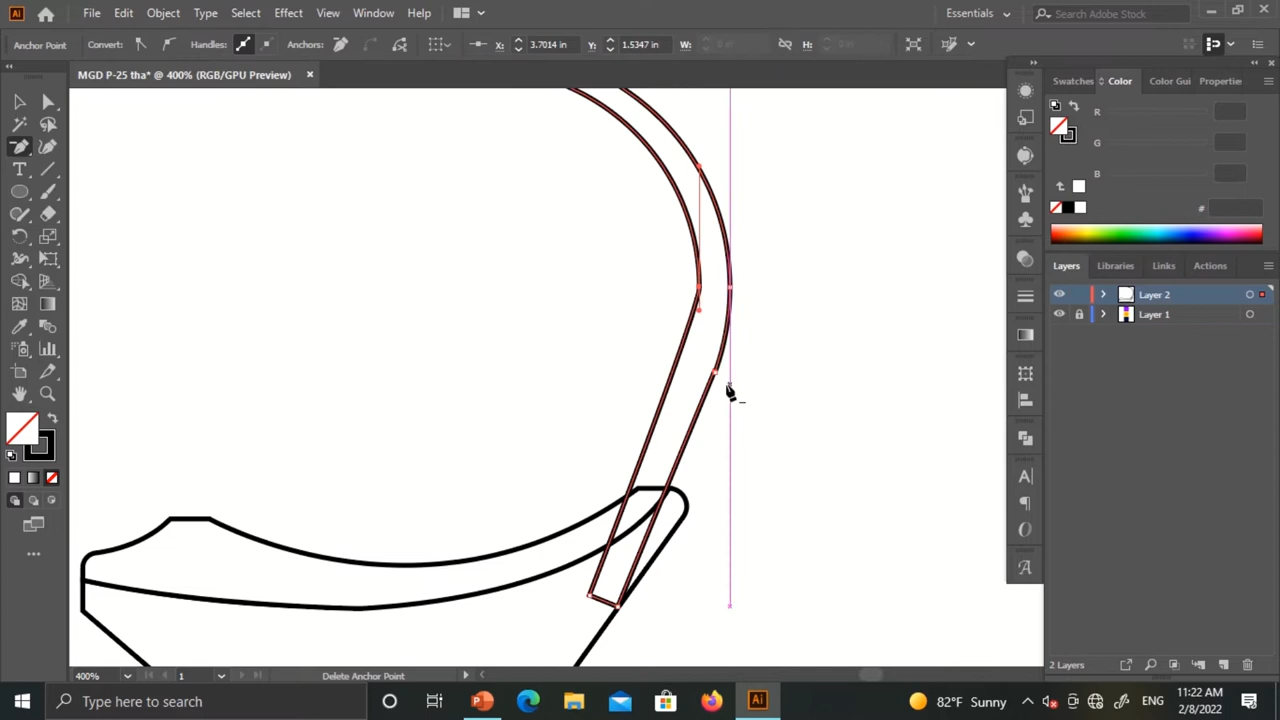 Ai File Edit Object Type Select Effect View Window Help Essentials Search Adobe Stock
Anchor Point Convert: Handles: Anchors: X: 3.7014 in Y: 1.5347 in W: H:
MGD P-25 tha* @ 400% (RGB/GPU Preview)
Swatches Color Color Gui Propertie
R
G
B
#
Layers Libraries Links Actions
Layer 2
Layer 1
2 Layers
400% 1 Delete Anchor Point
Type here to search
82°F Sunny
ENG
11:22 AM
2/8/2022